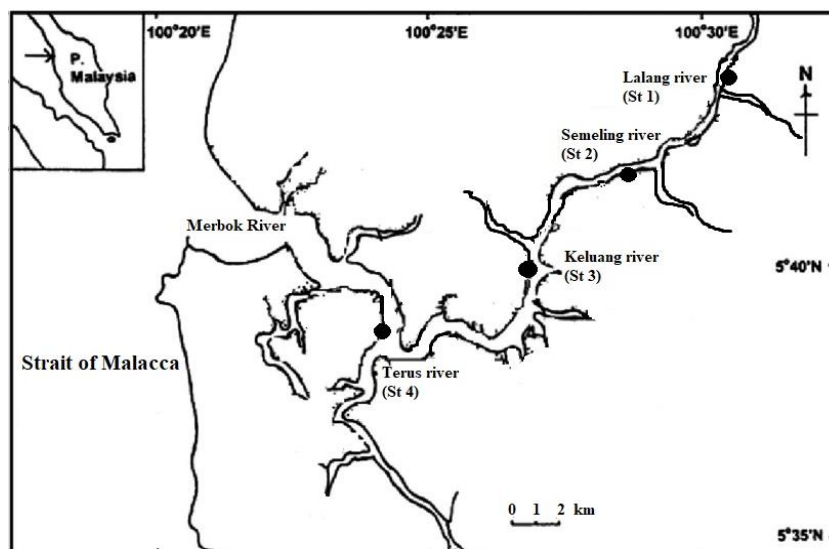 100°20'E
100°25'E
100°30'E
P.
Malaysia
Lalang river
(St 1)
N
Semeling river
(St 2)
Merbok River
Keluang river
(St 3)
5°40'N
Strait of Malacca
Terus river
(St 4)
0 1 2 km
5°35'N